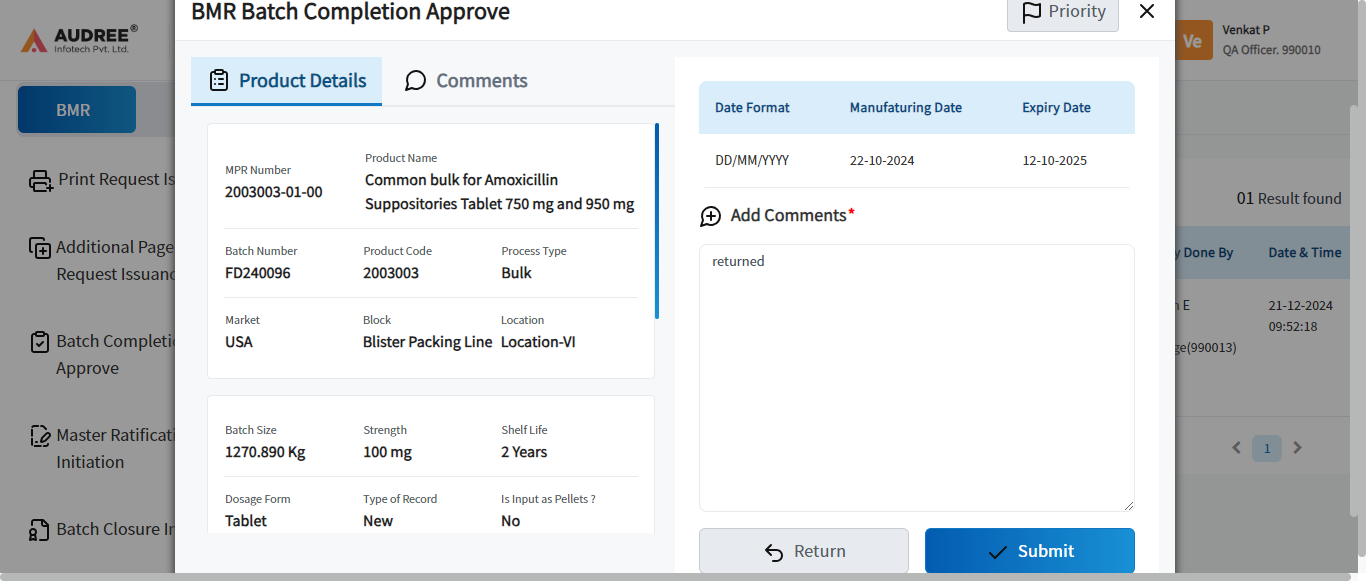 BMR Batch Completion Approve
Priority
AUDREE®
Infotech Pvt. Ltd.
Ve
Venkat P
QA Officer. 990010
BMR
Print Request Is
Additional Page
Request Issuanc
Batch Completi
Approve
Master Ratificati
Initiation
Batch Closure In
Product Details
Comments
MPR Number
2003003-01-00
Product Name
Common bulk for Amoxicillin
Suppositories Tablet 750 mg and 950 mg
Batch Number
FD240096
Product Code
2003003
Process Type
Bulk
Market
USA
Block
Blister Packing Line
Location
Location-VI
Batch Size
1270.890 Kg
Strength
100 mg
Shelf Life
2 Years
Dosage Form
Tablet
Type of Record
New
Is Input as Pellets ?
No
Date Format Manufaturing Date Expiry Date
DD/MM/YYYY 22-10-2024 12-10-2025
Add Comments*
returned
Return
Submit
01 Result found
y Done By Date & Time
n E
ge(990013)
21-12-2024
09:52:18
1